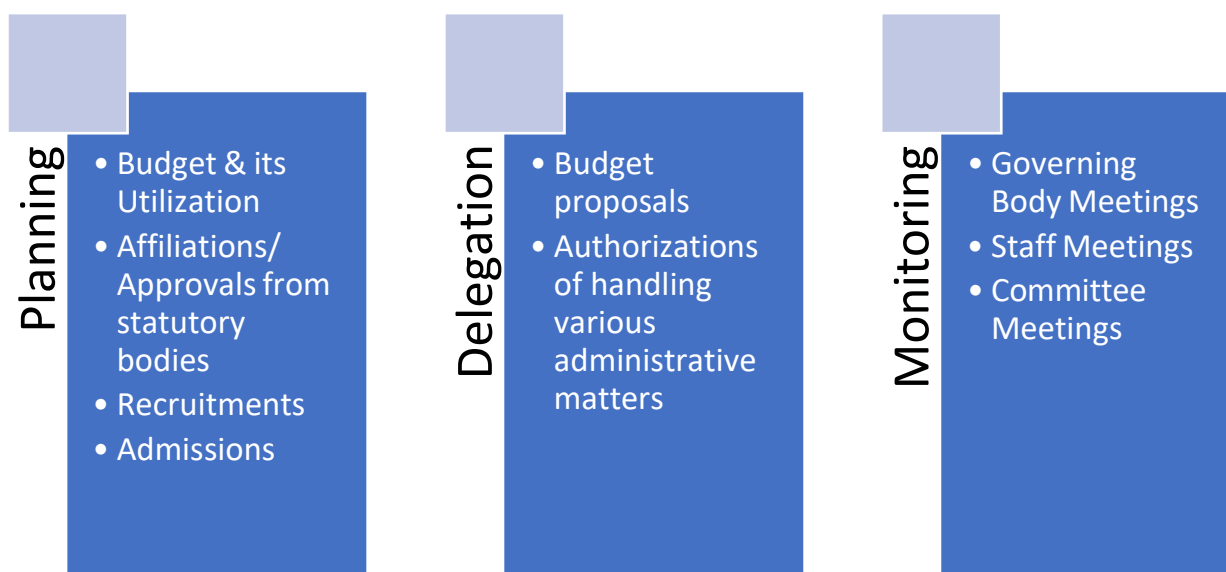 Planning
• Budget & its
Utilization
• Affiliations/
Approvals from
statutory
bodies
• Recruitments
• Admissions
Delegation
• Budget
proposals
• Authorizations
of handling
various
administrative
matters
Monitoring
• Governing
Body Meetings
• Staff Meetings
• Committee
Meetings